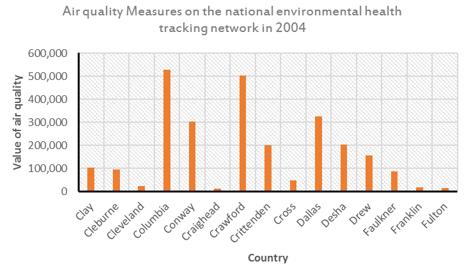 Air quality Measures on the national environmental health
tracking network in 2004
Value of air quality
600,000
500,000
400,000
300,000
200,000
100,000
0
Clay
Cleburne
Cleveland
Columbia
Conway
Craighead
Crawford
Crittenden
Cross
Dallas
Desha
Drew
Faulkner
Franklin
Fulton
Country